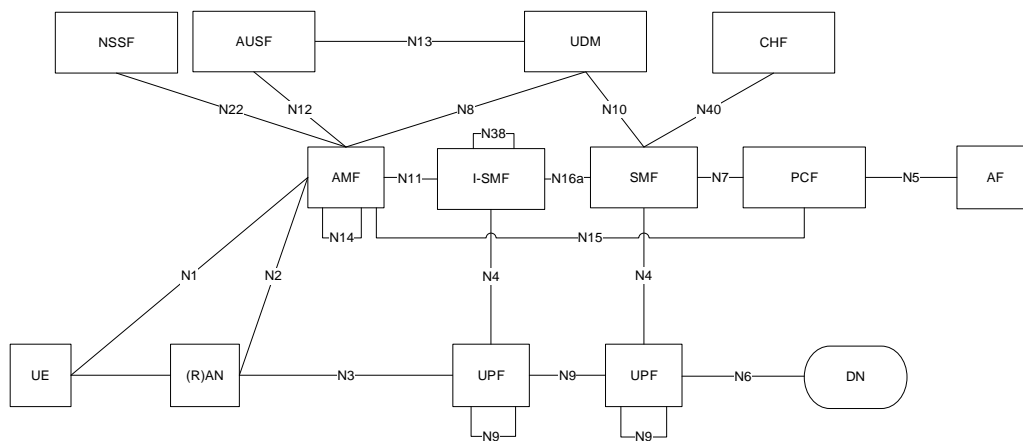 NSSF
AUSF
N13
UDM
CHF
N22
N12
N8
N10
N40
N38
AMF
N11
I-SMF
N16a
SMF
N7
PCF
N5
AF
N14
N15
N1
N2
N4
N4
UE
(R)AN
N3
UPF
N9
UPF
N6
DN
N9
N9